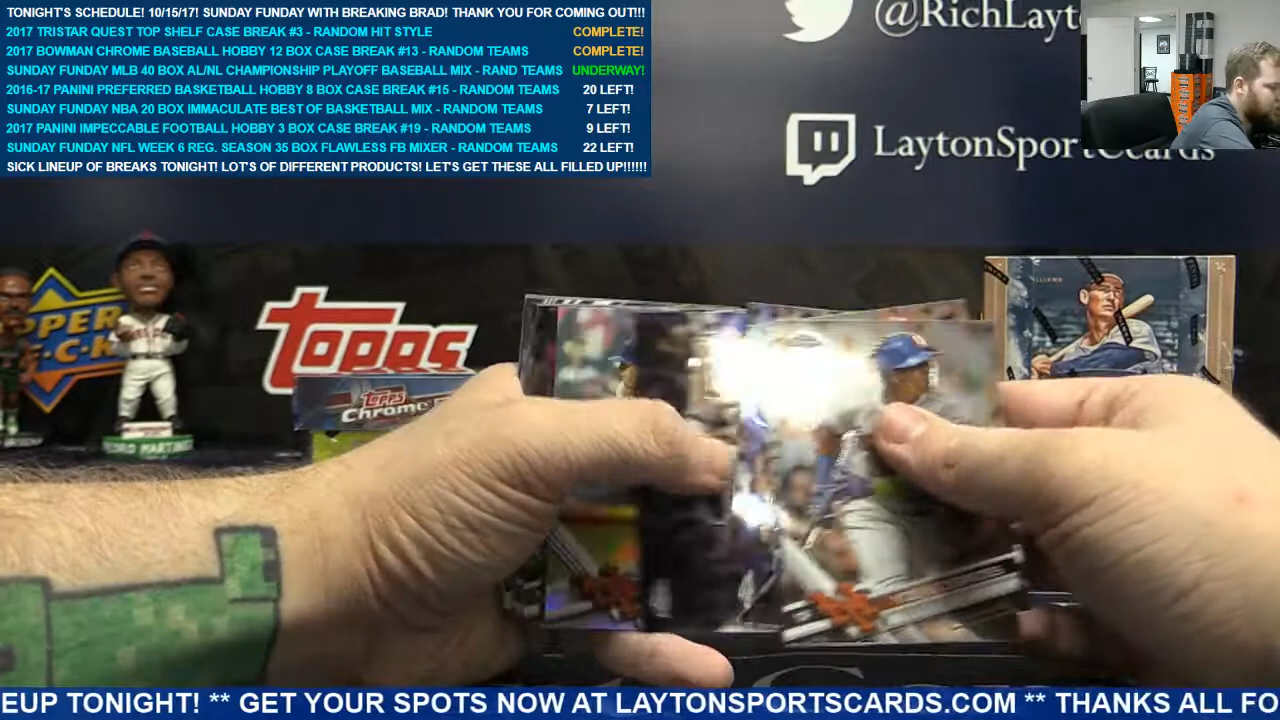 TONIGHT'S SCHEDULE! 10/15/17! SUNDAY FUNDAY WITH BREAKING BRAD! THANK YOU FOR COMING OUT!!!
2017 TRISTAR QUEST TOP SHELF CASE BREAK #3 - RANDOM HIT STYLE COMPLETE!
2017 BOWMAN CHROME BASEBALL HOBBY 12 BOX CASE BREAK #13 - RANDOM TEAMS COMPLETE!
SUNDAY FUNDAY MLB 40 BOX AL/NL CHAMPIONSHIP PLAYOFF BASEBALL MIX - RAND TEAMS UNDERWAY!
2016-17 PANINI PREFERRED BASKETBALL HOBBY 8 BOX CASE BREAK #15 - RANDOM TEAMS 20 LEFT!
SUNDAY FUNDAY NBA 20 BOX IMMACULATE BEST OF BASKETBALL MIX - RANDOM TEAMS 7 LEFT!
2017 PANINI IMPECCABLE FOOTBALL HOBBY 3 BOX CASE BREAK #19 - RANDOM TEAMS 9 LEFT!
SUNDAY FUNDAY NFL WEEK 6 REG. SEASON 35 BOX FLAWLESS FB MIXER - RANDOM TEAMS 22 LEFT!
SICK LINEUP OF BREAKS TONIGHT! LOT'S OF DIFFERENT PRODUCTS! LET'S GET THESE ALL FILLED UP!!!!!!
@RichLayt
LaytonSportsCards
Topps
Topps
Chrome
PEDRO MARTINEZ
EUP TONIGHT! ** GET YOUR SPOTS NOW AT LAYTONSPORTSCARDS.COM ** THANKS ALL FO